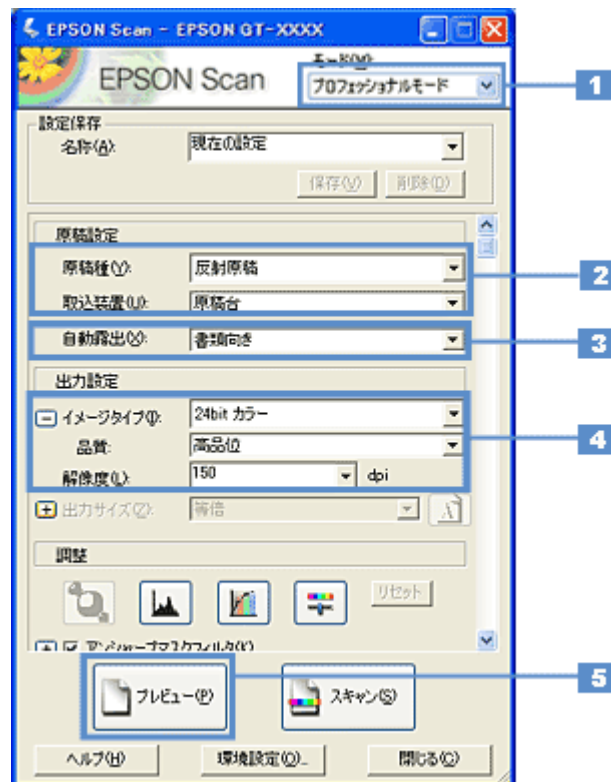 EPSON Scan - EPSON GT-XXXX
EPSON Scan
モード(M):
プロフェッショナルモード
1
設定保存
名称(A):
現在の設定
保存(V)
削除(D)
原稿設定
原稿種(Y):
反射原稿
2
取込装置(U):
原稿台
自動露出(X):
書類向き
3
出力設定
イメージタイプ(I):
24bit カラー
品質:
高品位
4
解像度(L):
150
dpi
出力サイズ(Z):
等倍
調整
リセット
アンシャープマスクフィルタ(K)
プレビュー(P)
スキャン(S)
5
ヘルプ(H)
環境設定(O)...
閉じる(C)